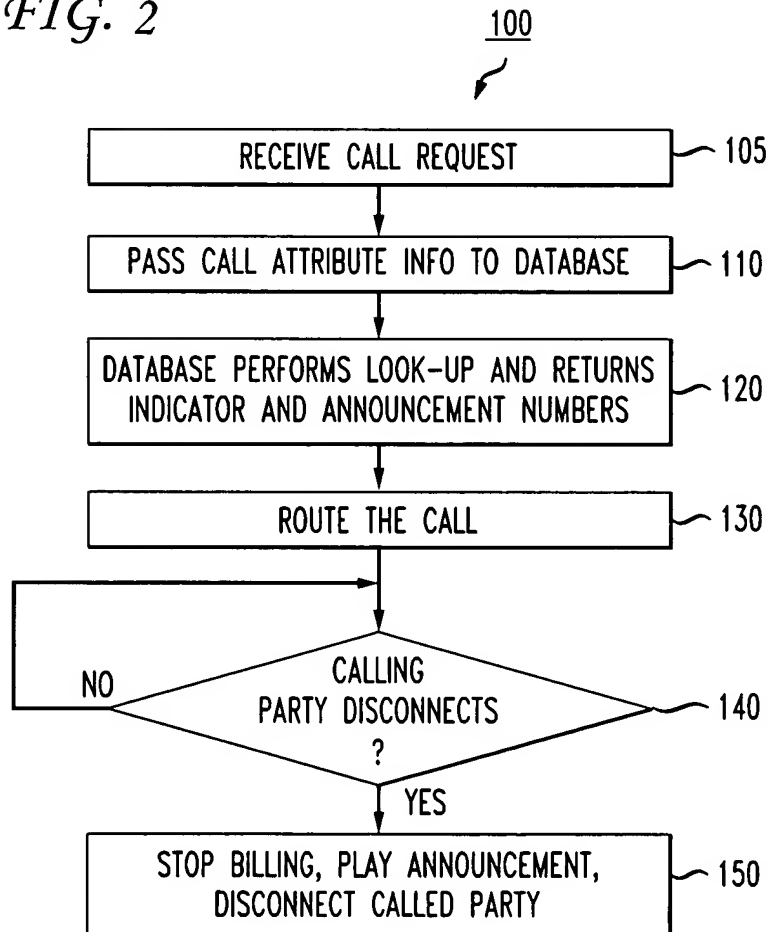 FIG. 2
100
RECEIVE CALL REQUEST
105
PASS CALL ATTRIBUTE INFO TO DATABASE
110
DATABASE PERFORMS LOOK-UP AND RETURNS
INDICATOR AND ANNOUNCEMENT NUMBERS
120
ROUTE THE CALL
130
CALLING
PARTY DISCONNECTS
?
NO
140
YES
STOP BILLING, PLAY ANNOUNCEMENT,
DISCONNECT CALLED PARTY
150